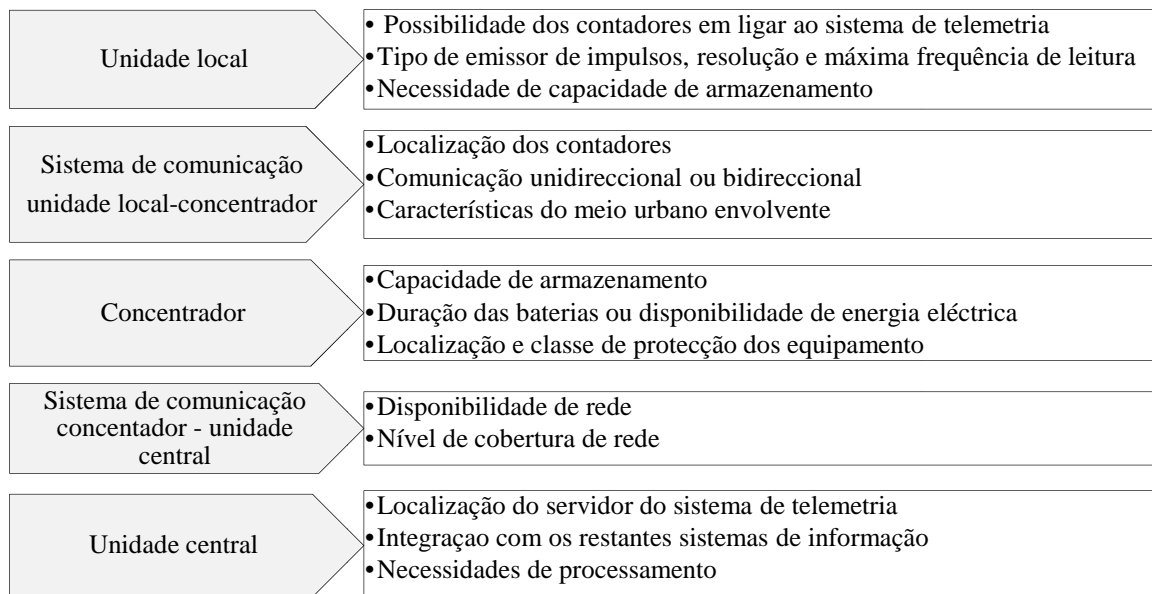 Unidade local
• Possibilidade dos contadores em ligar ao sistema de telemetria
•Tipo de emissor de impulsos, resolução e máxima frequência de leitura
•Necessidade de capacidade de armazenamento
Sistema de comunicação
unidade local-concentrador
•Localização dos contadores
•Comunicação unidireccional ou bidireccional
•Características do meio urbano envolvente
Concentrador
•Capacidade de armazenamento
•Duração das baterias ou disponibilidade de energia eléctrica
•Localização e classe de protecção dos equipamento
Sistema de comunicação
concentador - unidade
central
•Disponibilidade de rede
•Nível de cobertura de rede
Unidade central
•Localização do servidor do sistema de telemetria
•Integraçao com os restantes sistemas de informação
•Necessidades de processamento